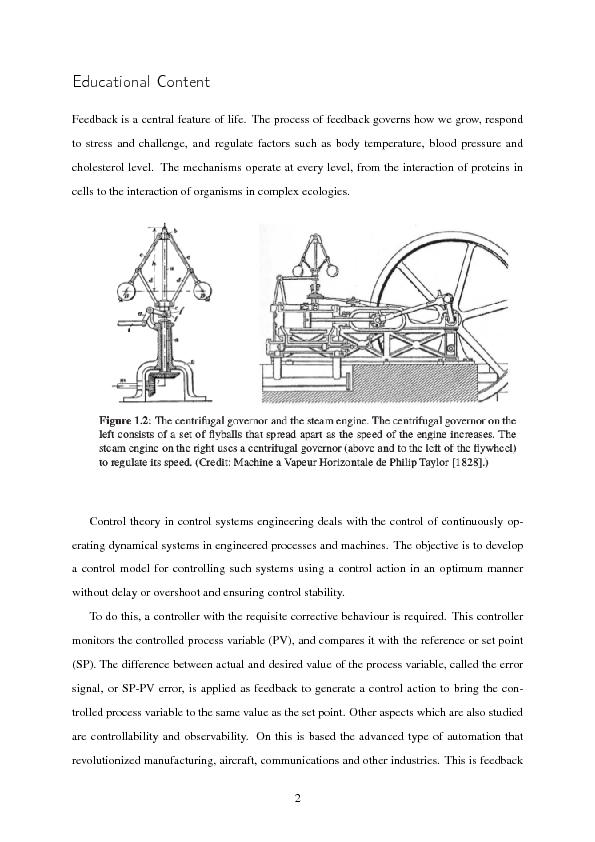 Educational Content
Feedback is a central feature of life. The process of feedback governs how we grow, respond
to stress and challenge, and regulate factors such as body temperature, blood pressure and
cholesterol level. The mechanisms operate at every level, from the interaction of proteins in
cells to the interaction of organisms in complex ecologies.
Figure 1.2: The centrifugal governor and the steam engine. The centrifugal governor on the
left consists of a set of flyballs that spread apart as the speed of the engine increases. The
steam engine on the right uses a centrifugal governor (above and to the left of the flywheel)
to regulate its speed. (Credit: Machine a Vapeur Horizontale de Philip Taylor [1828].)
Control theory in control systems engineering deals with the control of continuously op-
erating dynamical systems in engineered processes and machines. The objective is to develop
a control model for controlling such systems using a control action in an optimum manner
without delay or overshoot and ensuring control stability.
To do this, a controller with the requisite corrective behaviour is required. This controller
monitors the controlled process variable (PV), and compares it with the reference or set point
(SP). The difference between actual and desired value of the process variable, called the error
signal, or SP-PV error, is applied as feedback to generate a control action to bring the con-
trolled process variable to the same value as the set point. Other aspects which are also studied
are controllability and observability. On this is based the advanced type of automation that
revolutionized manufacturing, aircraft, communications and other industries. This is feedback
2